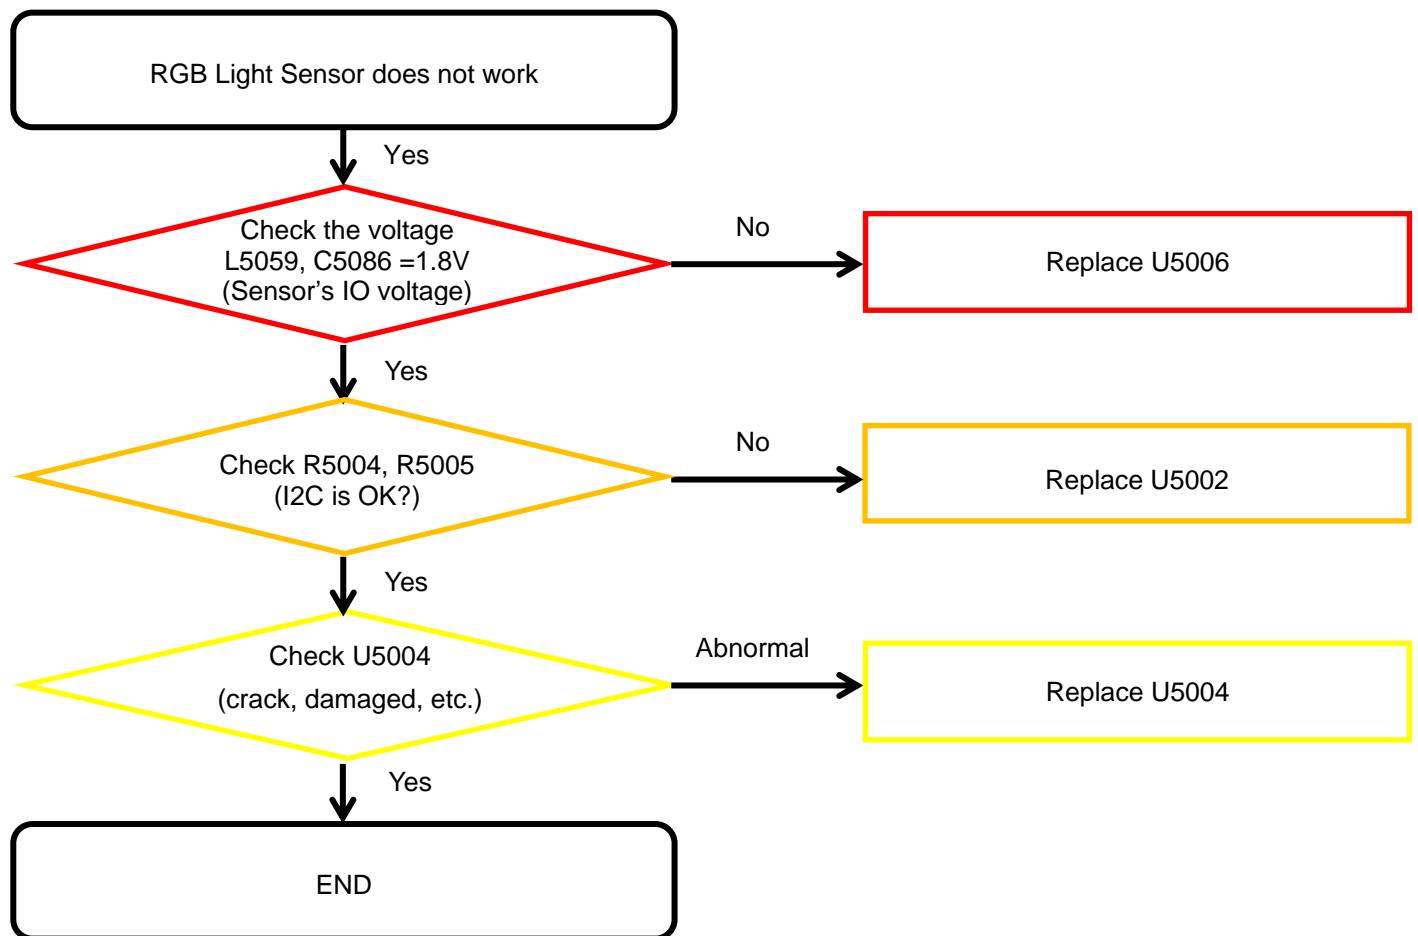 RGB Light Sensor does not work
Yes
Check the voltage
L5059, C5086 =1.8V
(Sensor’s IO voltage)
No
Replace U5006
Yes
Check R5004, R5005
(I2C is OK?)
No
Replace U5002
Yes
Check U5004
(crack, damaged, etc.)
Abnormal
Replace U5004
Yes
END